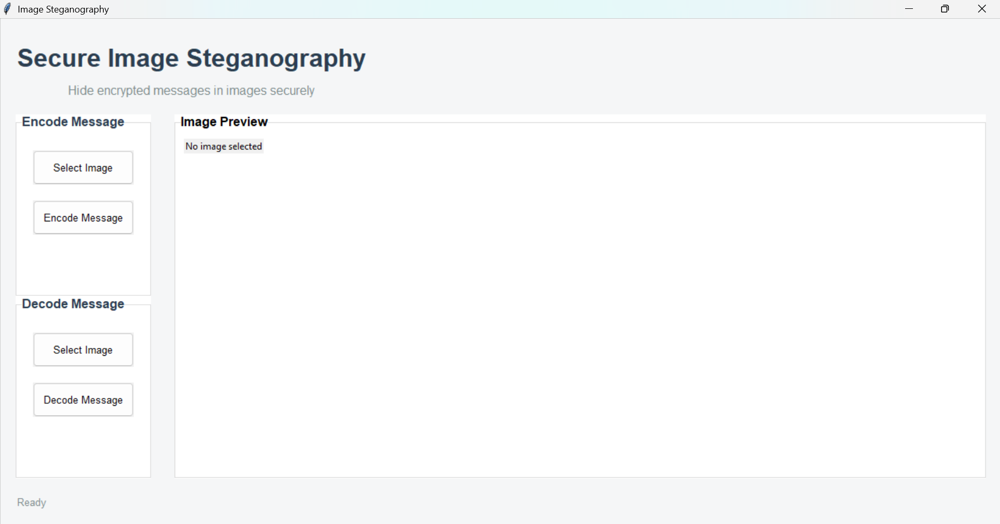 Image Steganography
Secure Image Steganography
Hide encrypted messages in images securely
Encode Message
Select Image
Encode Message
Decode Message
Select Image
Decode Message
Image Preview
No image selected
Ready